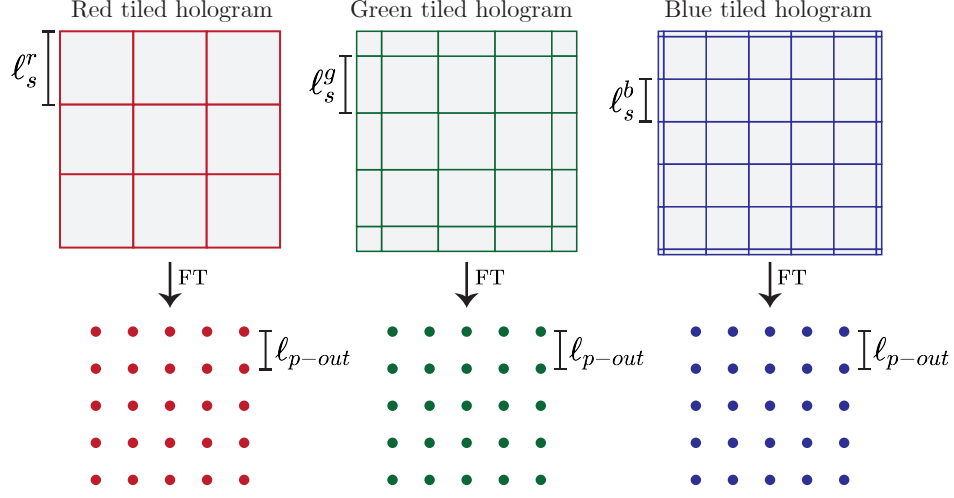 Red tiled hologram
Green tiled hologram
Blue tiled hologram
ℓ_s^r
ℓ_s^g
ℓ_s^b
FT
FT
FT
ℓ_{p−out}
ℓ_{p−out}
ℓ_{p−out}